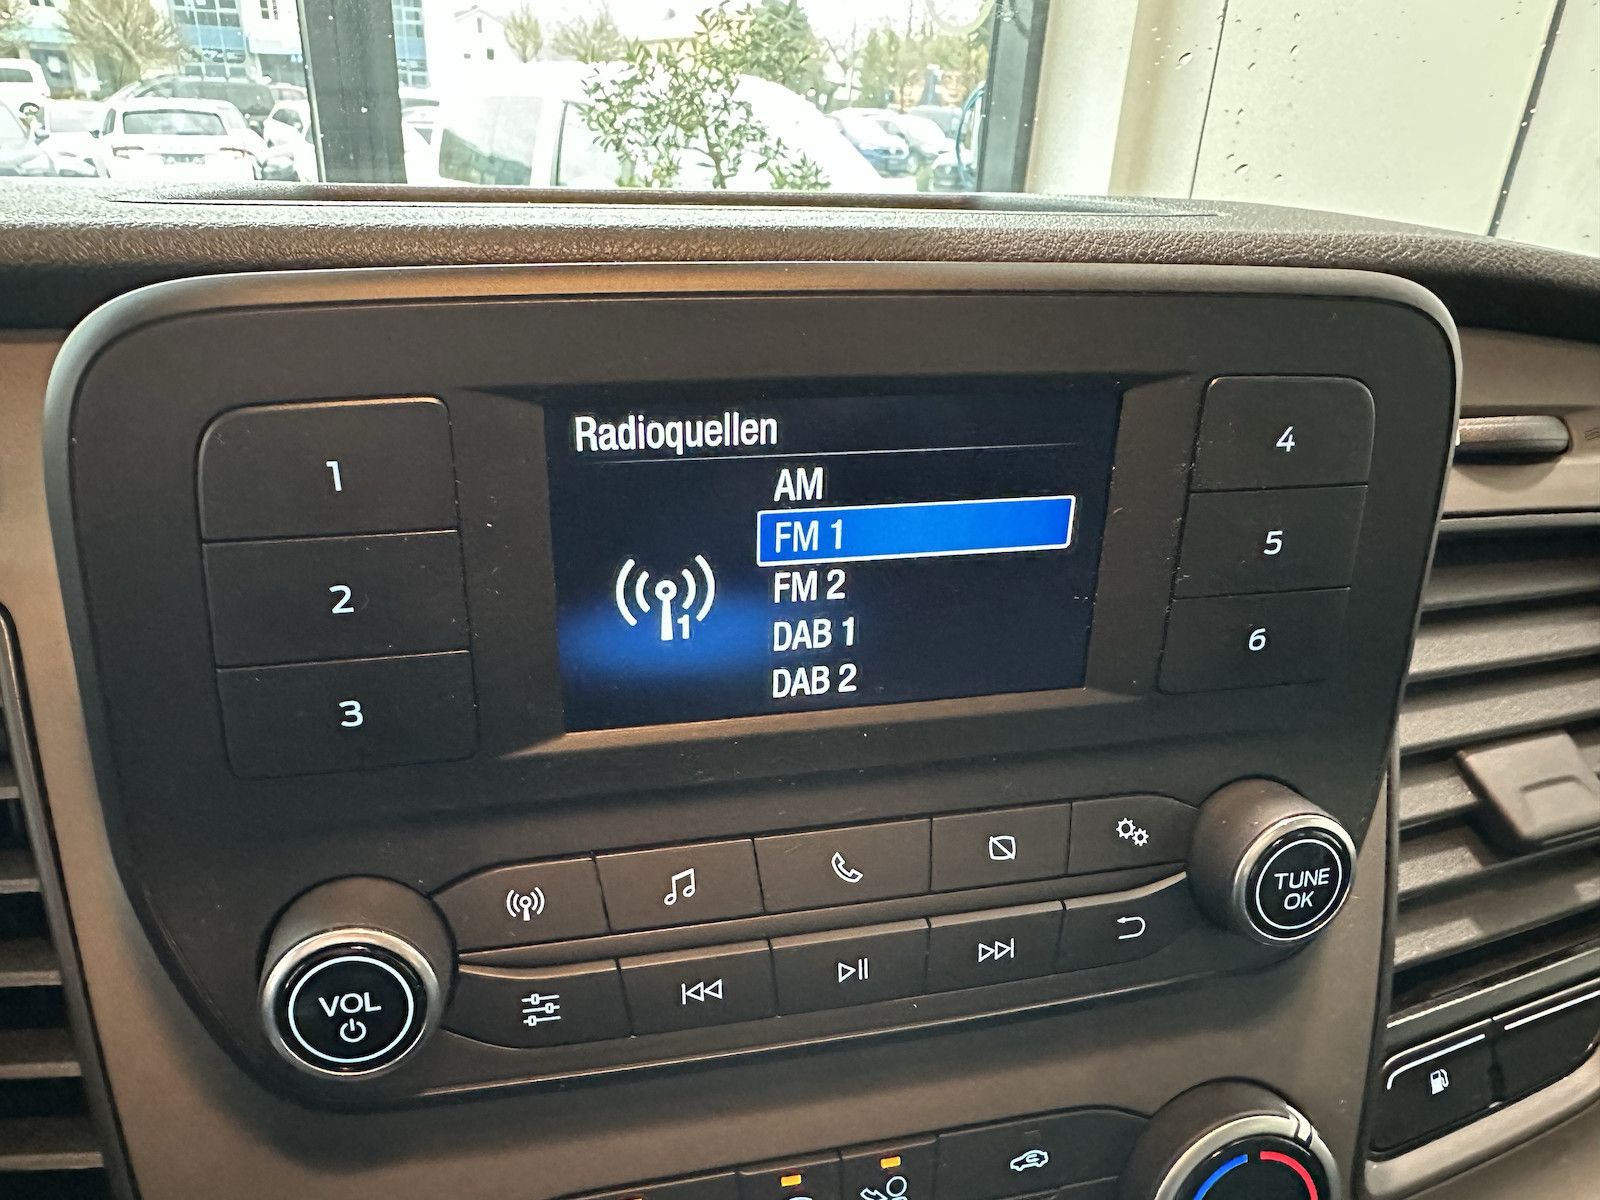 Radioquellen
AM
FM 1
FM 2
DAB 1
DAB 2
1
1
2
3
4
5
6
VOL
TUNE
OK